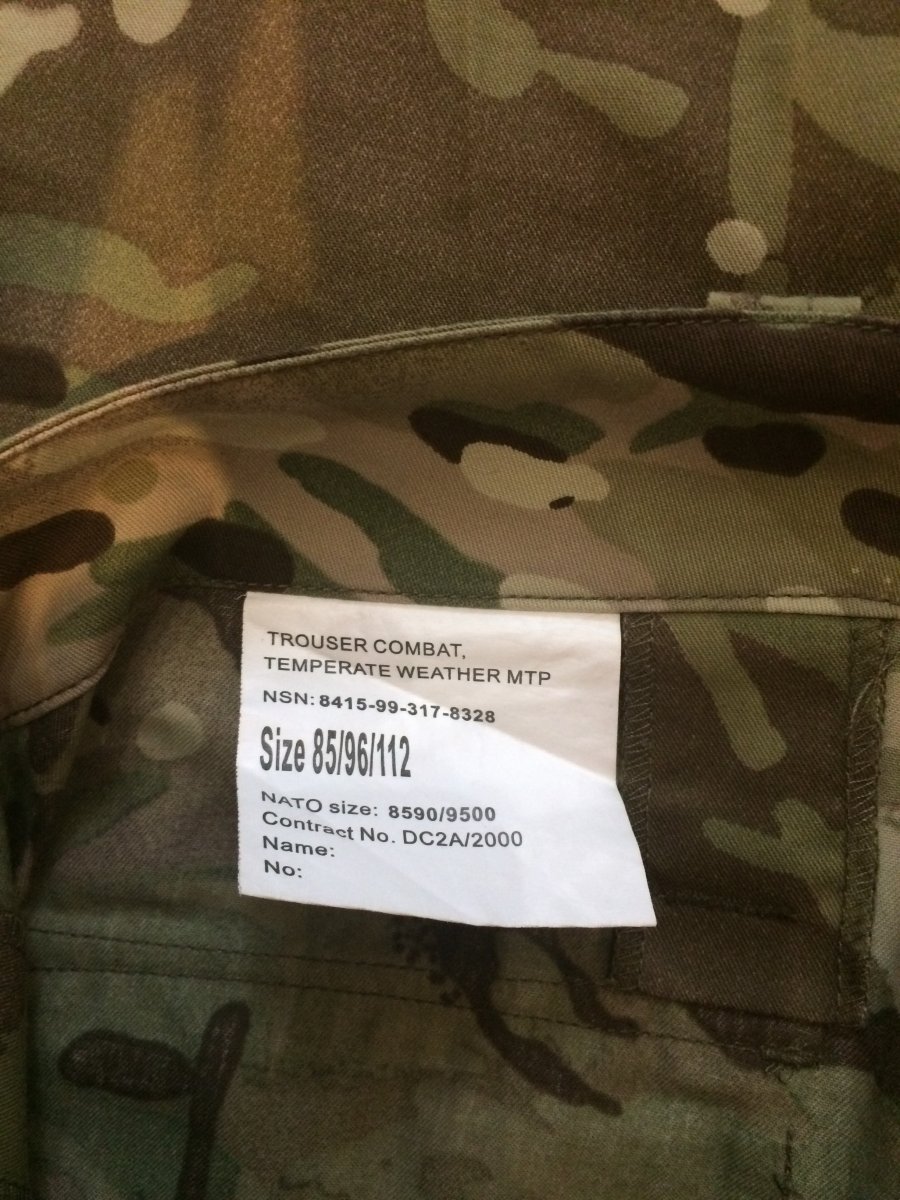 TROUSER COMBAT,
TEMPERATE WEATHER MTP
NSN: 8415-99-317-8328
Size 85/96/112
NATO size: 8590/9500
Contract No. DC2A/2000
Name:
No: